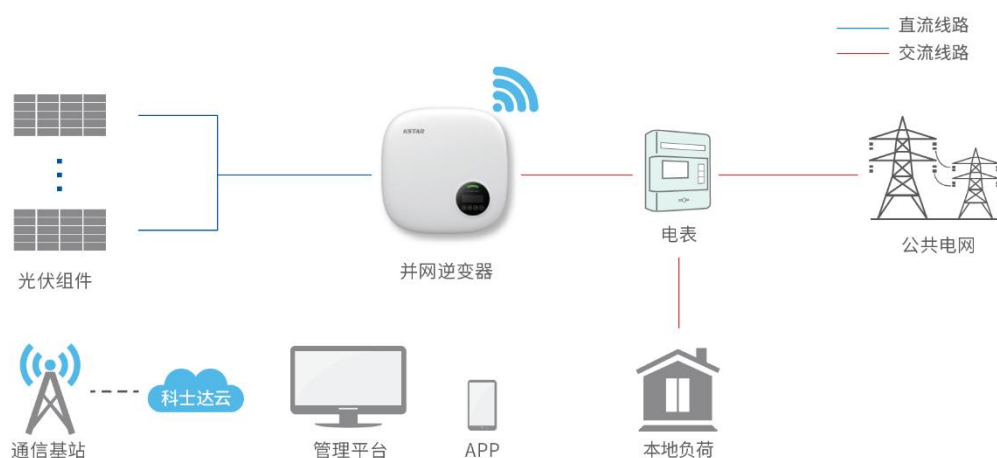 直流线路
交流线路
KSTAR
光伏组件
并网逆变器
电表
公共电网
科士达云
通信基站
管理平台
APP
本地负荷